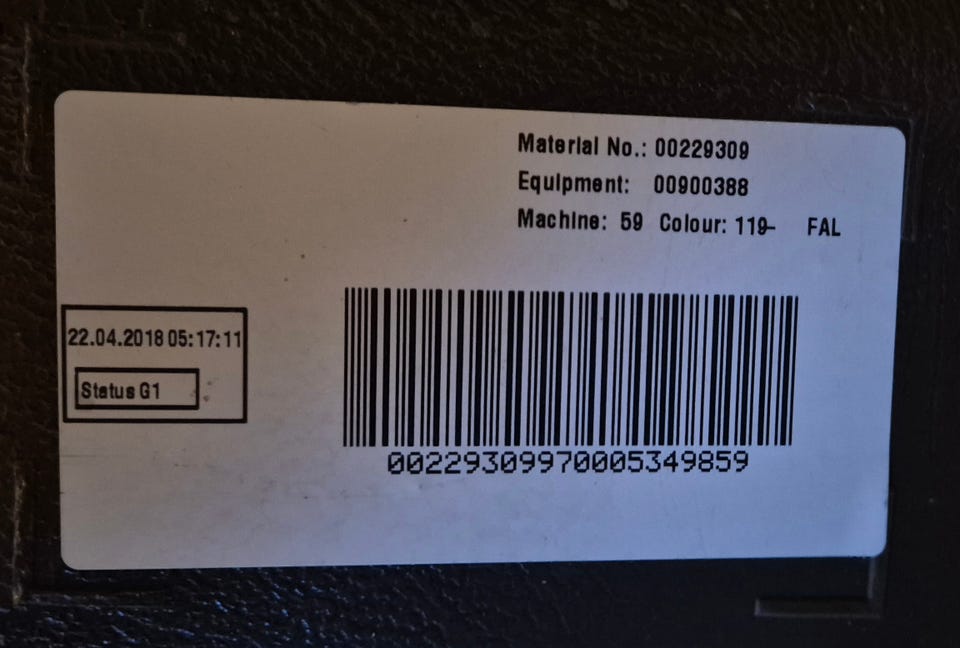 Material No.: 00229309
Equipment: 00900388
Machine: 59 Colour: 119- FAL
22.04.2018 05:17:11
Status G1
00229309970005349859